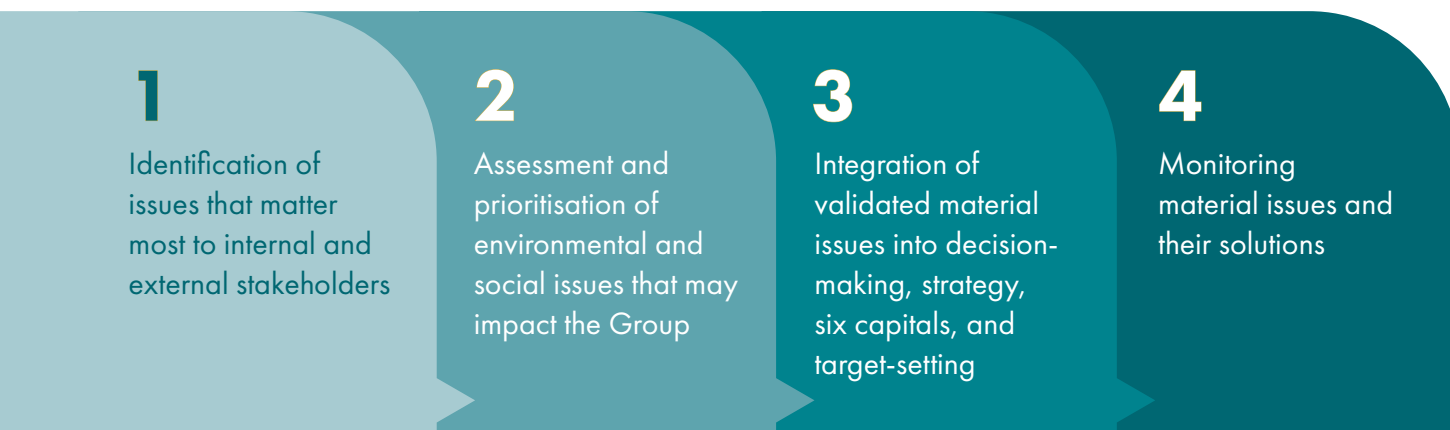 1
Identification of
issues that matter
most to internal and
external stakeholders
2
Assessment and
prioritisation of
environmental and
social issues that may
impact the Group
3
Integration of
validated material
issues into decision-
making, strategy,
six capitals, and
target-setting
4
Monitoring
material issues and
their solutions